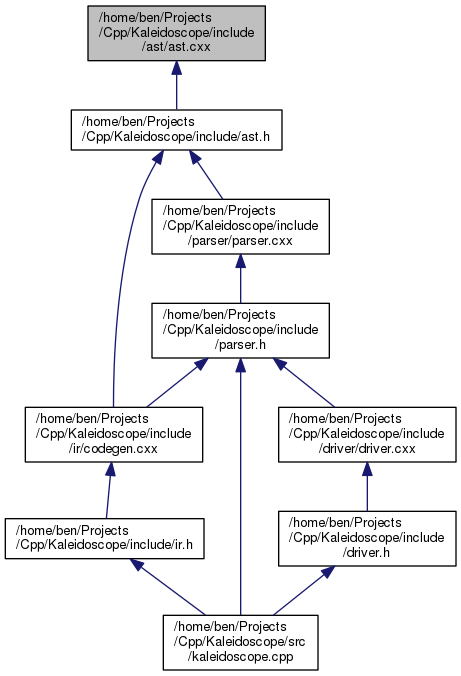 /home/ben/Projects
/Cpp/Kaleidoscope/include
/ast/ast.cxx
/home/ben/Projects
/Cpp/Kaleidoscope/include/ast.h
/home/ben/Projects
/Cpp/Kaleidoscope/include
/parser/parser.cxx
/home/ben/Projects
/Cpp/Kaleidoscope/include
/parser.h
/home/ben/Projects
/Cpp/Kaleidoscope/include
/ir/codegen.cxx
/home/ben/Projects
/Cpp/Kaleidoscope/include
/driver/driver.cxx
/home/ben/Projects
/Cpp/Kaleidoscope/include/ir.h
/home/ben/Projects
/Cpp/Kaleidoscope/include
/driver.h
/home/ben/Projects
/Cpp/Kaleidoscope/src
/kaleidoscope.cpp